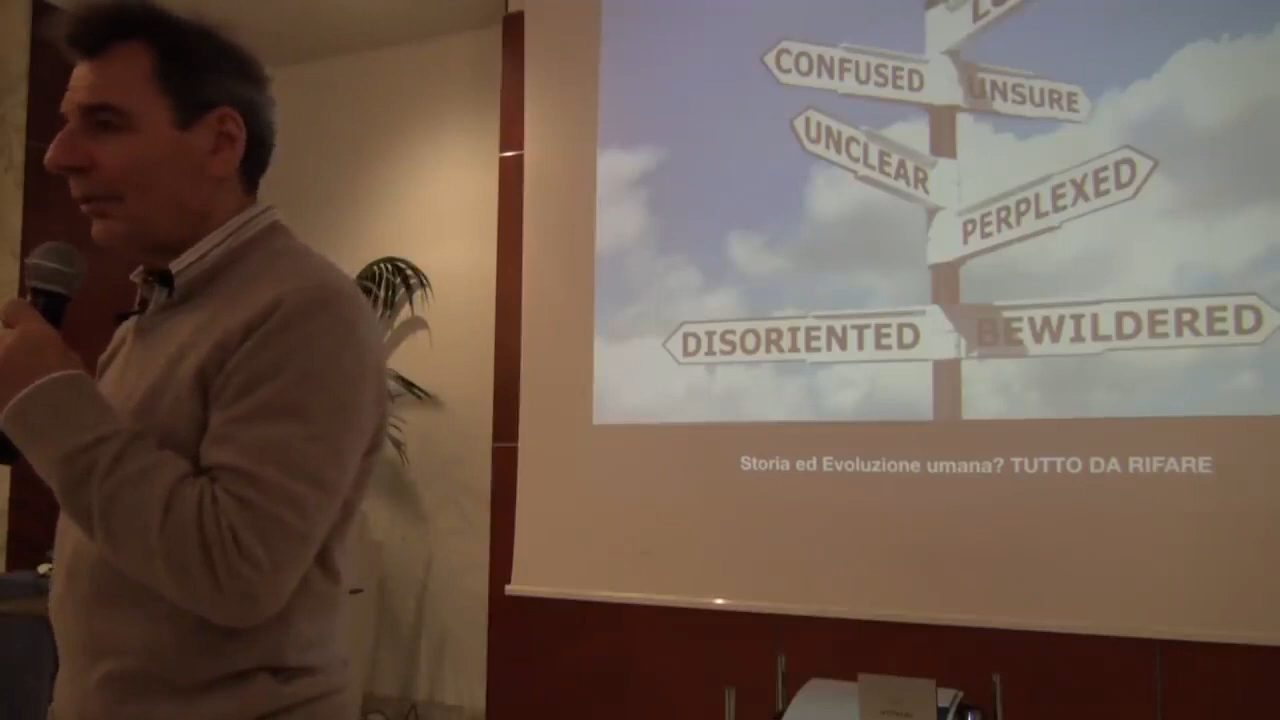 CONFUSED
UNSURE
UNCLEAR
PERPLEXED
DISORIENTED
BEWILDERED
Storia ed Evoluzione umana? TUTTO DA RIFARE